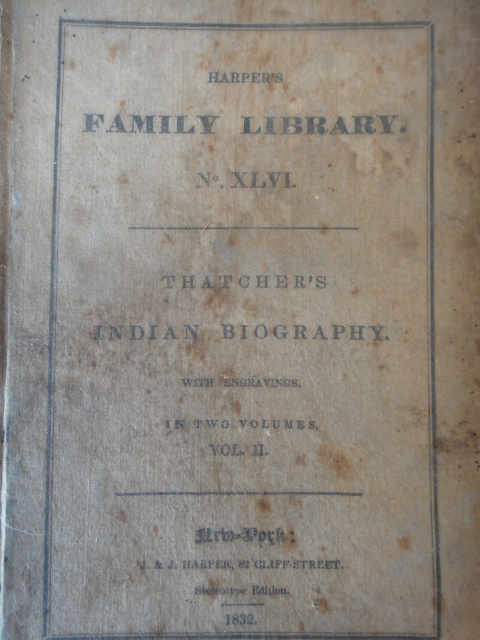 HARPER'S
FAMILY LIBRARY.
Nº. XLVI.
THATCHER'S
INDIAN BIOGRAPHY.
WITH ENGRAVINGS.
IN TWO VOLUMES.
VOL. II.
New-York:
J. & J. HARPER, 82 CLIFF-STREET.
Stereotype Edition.
1832.